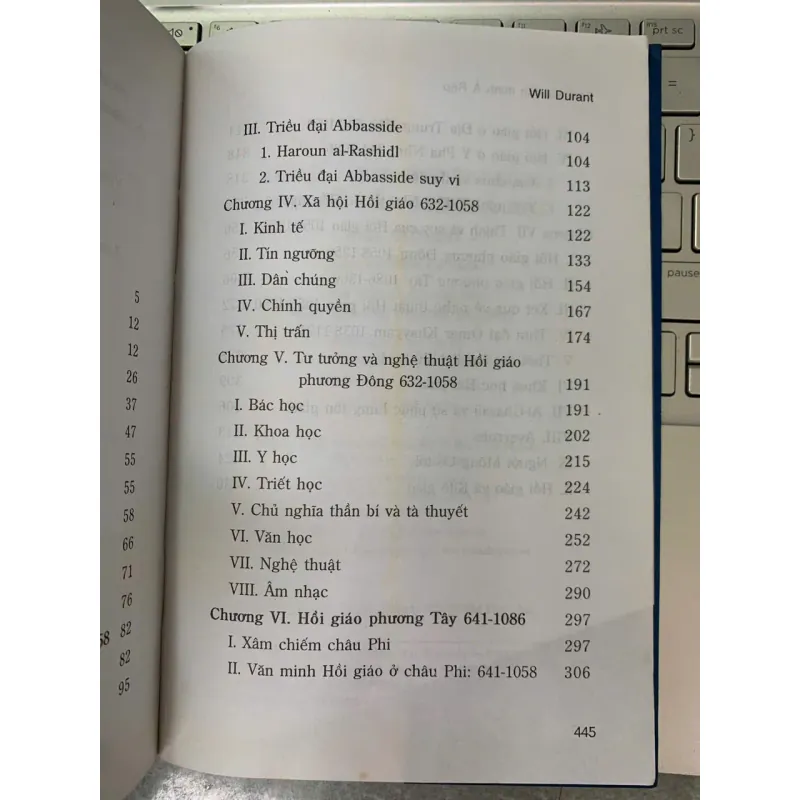 Will Durant
III. Triều đại Abbasside 104
1. Haroun al-Rashidl 104
2. Triều đại Abbasside suy vi 113
Chương IV. Xã hội Hồi giáo 632-1058 122
I. Kinh tế 122
II. Tín ngưỡng 133
III. Dân chúng 154
IV. Chính quyền 167
V. Thị trấn 174
Chương V. Tư tưởng và nghệ thuật Hồi giáo
phương Đông 632-1058 191
I. Bác học 191
II. Khoa học 202
III. Y học 215
IV. Triết học 224
V. Chủ nghĩa thần bí và tà thuyết 242
VI. Văn học 252
VII. Nghệ thuật 272
VIII. Âm nhạc 290
Chương VI. Hồi giáo phương Tây 641-1086 297
I. Xâm chiếm châu Phi 297
II. Văn minh Hồi giáo ở châu Phi: 641-1058 306
445
5
12
12
26
37
47
55
55
58
66
71
76
82
82
95
prt sc
pause